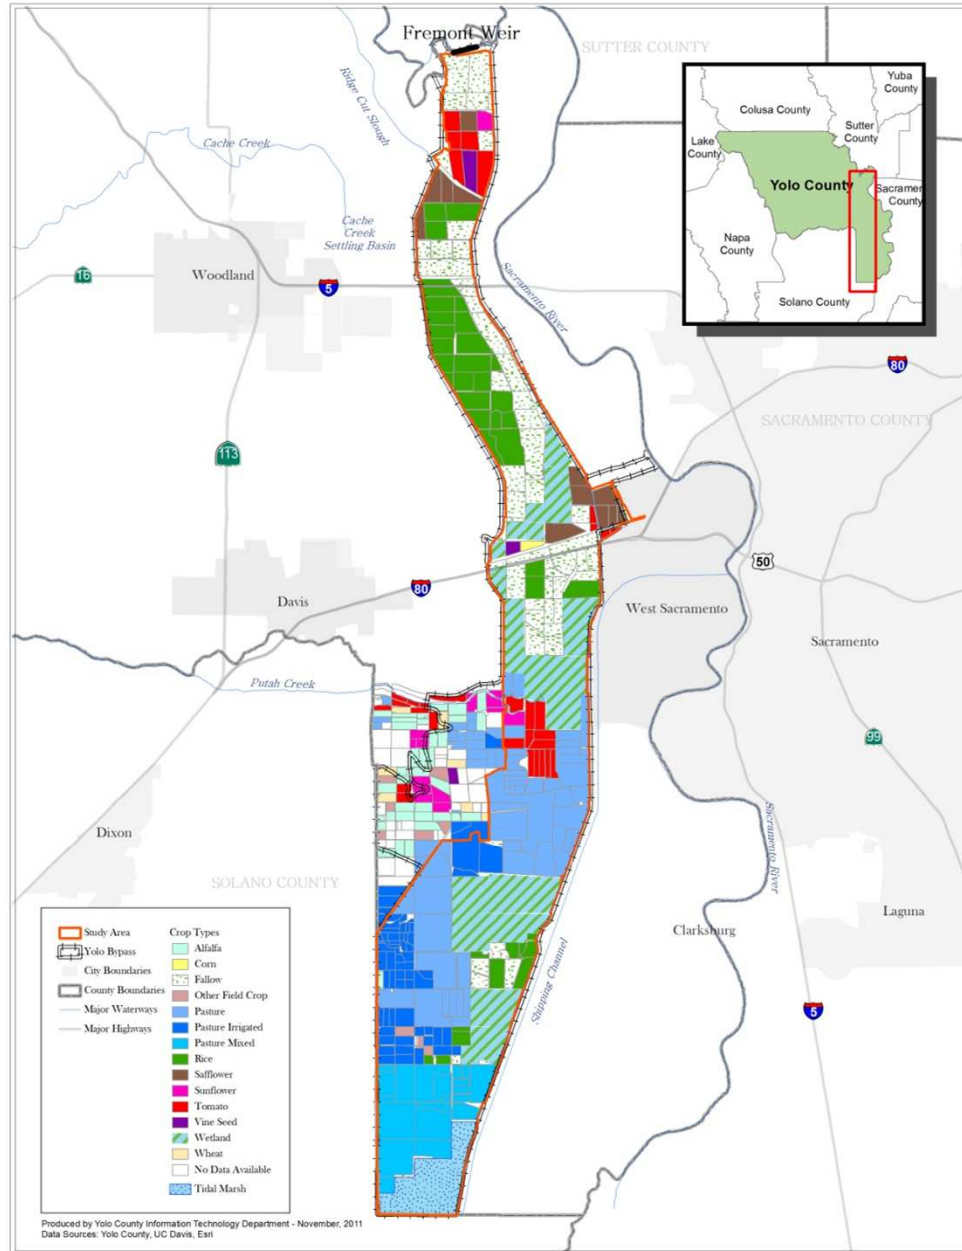 Fremont Weir
SUTTER COUNTY
Ridge Cut Slough
Cache Creek
Cache
Creek
Settling Basin
Woodland
16
5
Sacramento River
113
80
SACRAMENTO COUNTY
50
Davis
80
West Sacramento
Sacramento
Putah Creek
99
Dixon
SOLANO COUNTY
Sacramento River
Laguna
Clarksburg
Shipping Channel
5
Yuba
County
Colusa County
Sutter
County
Lake
County
Yolo County
Sacramen
County
Napa
County
Solano County
Study Area
Yolo Bypass
City Boundaries
County Boundaries
Major Waterways
Major Highways
Crop Types
Alfalfa
Corn
Fallow
Other Field Crop
Pasture
Pasture Irrigated
Pasture Mixed
Rice
Safflower
Sunflower
Tomato
Vine Seed
Wetland
Wheat
No Data Available
Tidal Marsh
Produced by Yolo County Information Technology Department - November, 2011
Data Sources: Yolo County, UC Davis, Esri